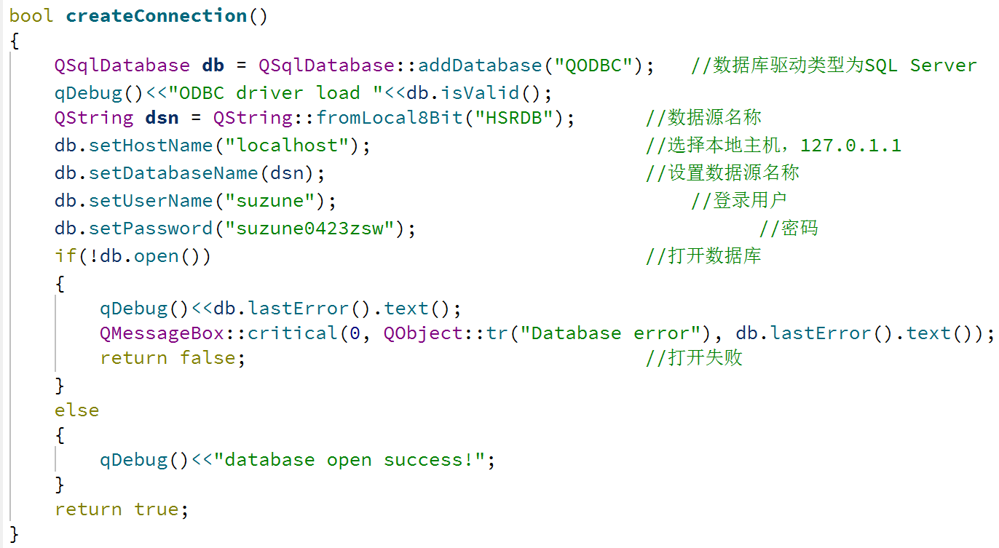 bool createConnection()
{
    QSqlDatabase db = QSqlDatabase::addDatabase("QODBC");   //数据库驱动类型为SQL Server
    qDebug()<<"ODBC driver load "<<db.isValid();
    QString dsn = QString::fromLocal8Bit("HSRDB");      //数据源名称
    db.setHostName("localhost");                        //选择本地主机，127.0.1.1
    db.setDatabaseName(dsn);                            //设置数据源名称
    db.setUserName("suzune");                               //登录用户
    db.setPassword("suzune0423zsw");                              //密码
    if(!db.open())                                      //打开数据库
    {
        qDebug()<<db.lastError().text();
        QMessageBox::critical(0, QObject::tr("Database error"), db.lastError().text());
        return false;                                   //打开失败
    }
    else
    {
        qDebug()<<"database open success!";
    }
    return true;
}